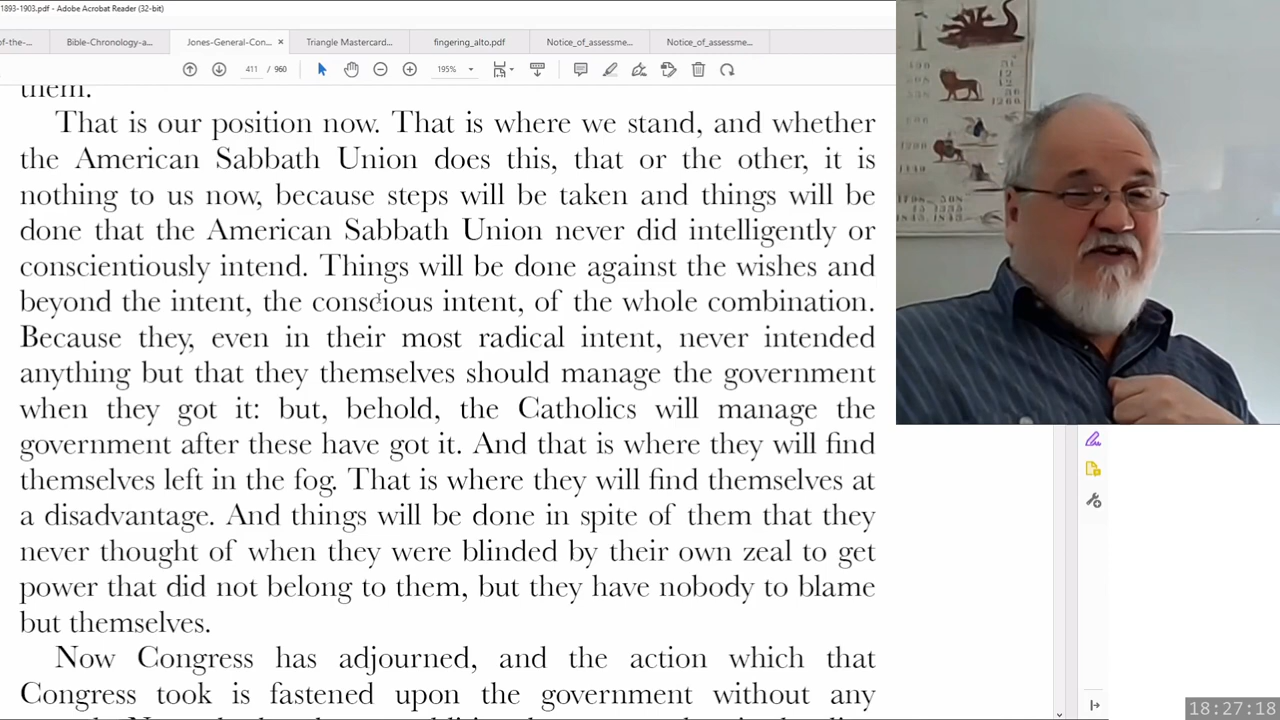 1893-1903.pdf - Adobe Acrobat Reader (32-bit)
of-the-... Bible-Chronology-a... Jones-General-Con... × Triangle Mastercard... fingering_alto.pdf Notice_of_assessme... Notice_of_assessme...
411 / 960 195%
them.
That is our position now. That is where we stand, and whether
the American Sabbath Union does this, that or the other, it is
nothing to us now, because steps will be taken and things will be
done that the American Sabbath Union never did intelligently or
conscientiously intend. Things will be done against the wishes and
beyond the intent, the conscious intent, of the whole combination.
Because they, even in their most radical intent, never intended
anything but that they themselves should manage the government
when they got it: but, behold, the Catholics will manage the
government after these have got it. And that is where they will find
themselves left in the fog. That is where they will find themselves at
a disadvantage. And things will be done in spite of them that they
never thought of when they were blinded by their own zeal to get
power that did not belong to them, but they have nobody to blame
but themselves.
Now Congress has adjourned, and the action which that
Congress took is fastened upon the government without any
18:27:18